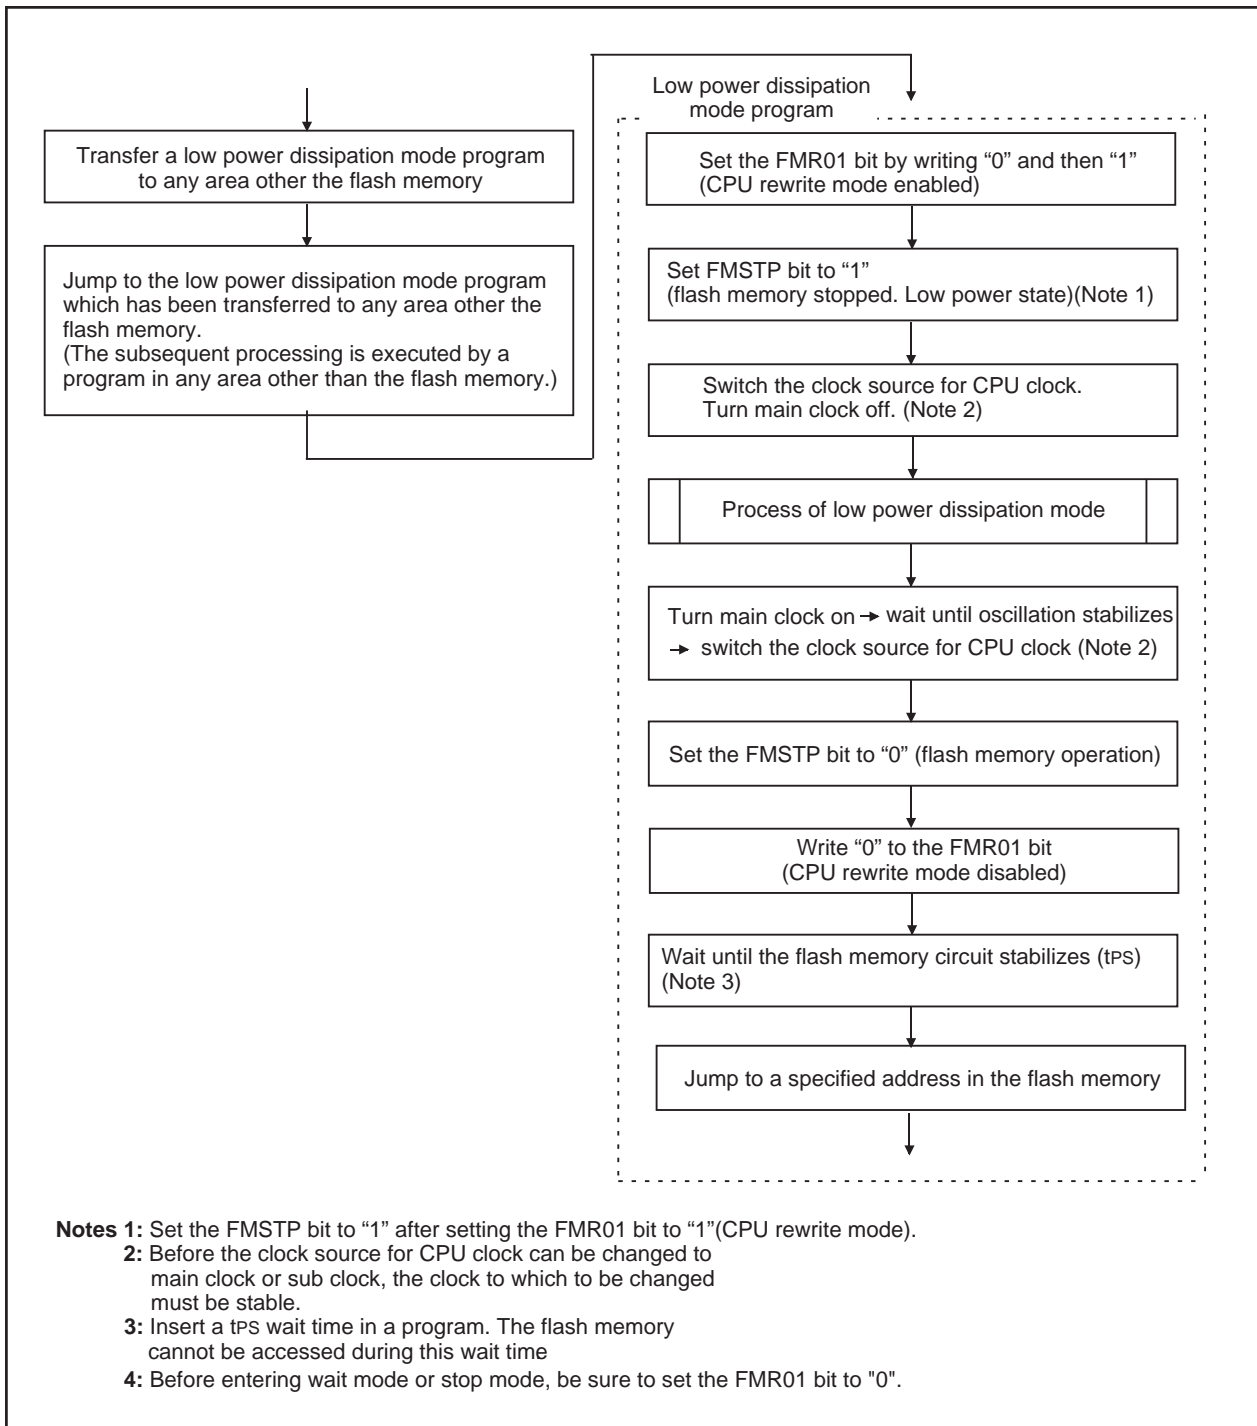 Transfer a low power dissipation mode program
to any area other the flash memory
Jump to the low power dissipation mode program
which has been transferred to any area other the
flash memory.
(The subsequent processing is executed by a
program in any area other than the flash memory.)
Low power dissipation
mode program
Set the FMR01 bit by writing “0” and then “1”
(CPU rewrite mode enabled)
Set FMSTP bit to “1”
(flash memory stopped. Low power state)(Note 1)
Switch the clock source for CPU clock.
Turn main clock off. (Note 2)
Process of low power dissipation mode
Turn main clock on → wait until oscillation stabilizes
→ switch the clock source for CPU clock (Note 2)
Set the FMSTP bit to “0” (flash memory operation)
Write “0” to the FMR01 bit
(CPU rewrite mode disabled)
Wait until the flash memory circuit stabilizes (tPS)
(Note 3)
Jump to a specified address in the flash memory
Notes 1: Set the FMSTP bit to “1” after setting the FMR01 bit to “1”(CPU rewrite mode).
2: Before the clock source for CPU clock can be changed to
main clock or sub clock, the clock to which to be changed
must be stable.
3: Insert a tPS wait time in a program. The flash memory
cannot be accessed during this wait time
4: Before entering wait mode or stop mode, be sure to set the FMR01 bit to "0".